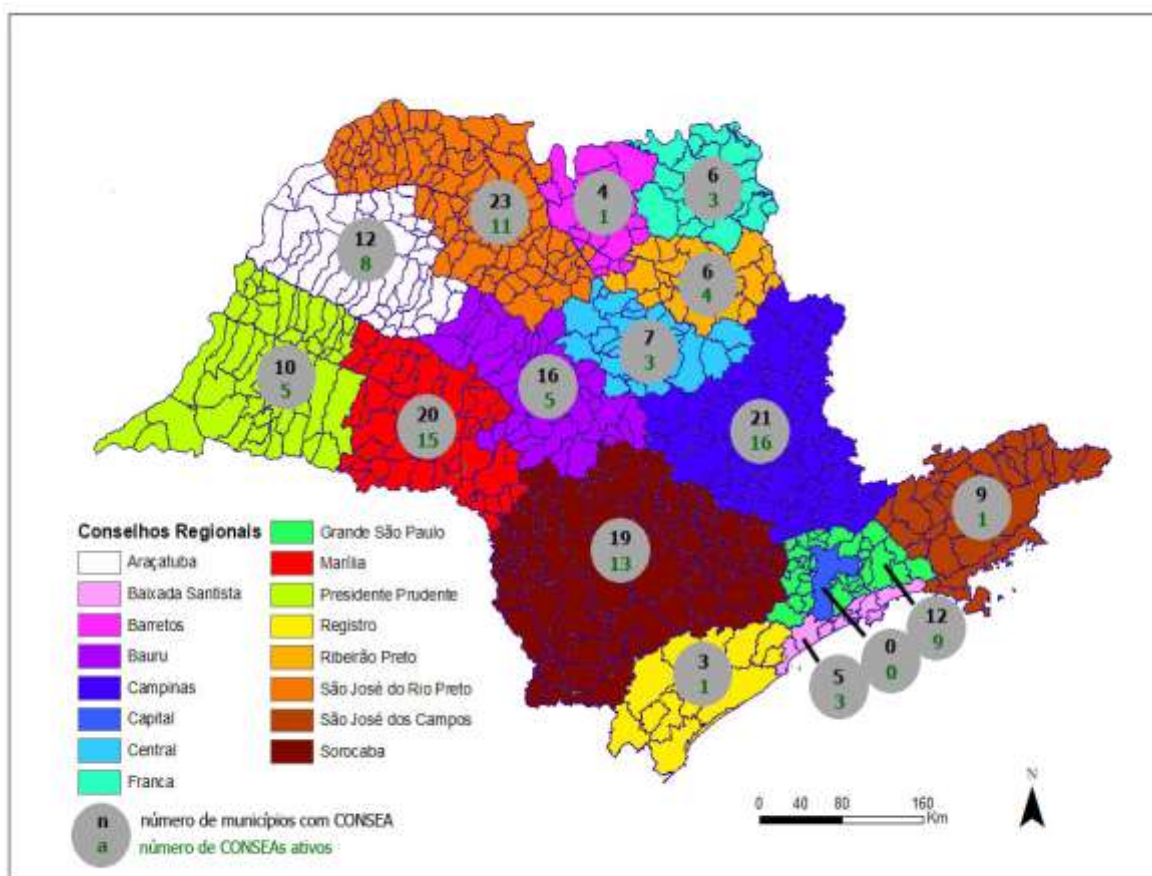 4
1
6
3
23
11
12
8
6
4
7
3
10
5
16
5
20
15
21
16
9
1
19
13
12
9
0
0
3
1
5
3
Conselhos Regionais
Araçatuba
Baixada Santista
Barretos
Bauru
Campinas
Capital
Central
Franca
Grande São Paulo
Marília
Presidente Prudente
Registro
Ribeirão Preto
São José do Rio Preto
São José dos Campos
Sorocaba
n número de municípios com CONSEA
a número de CONSEAs ativos
0 40 80 160
Km
N